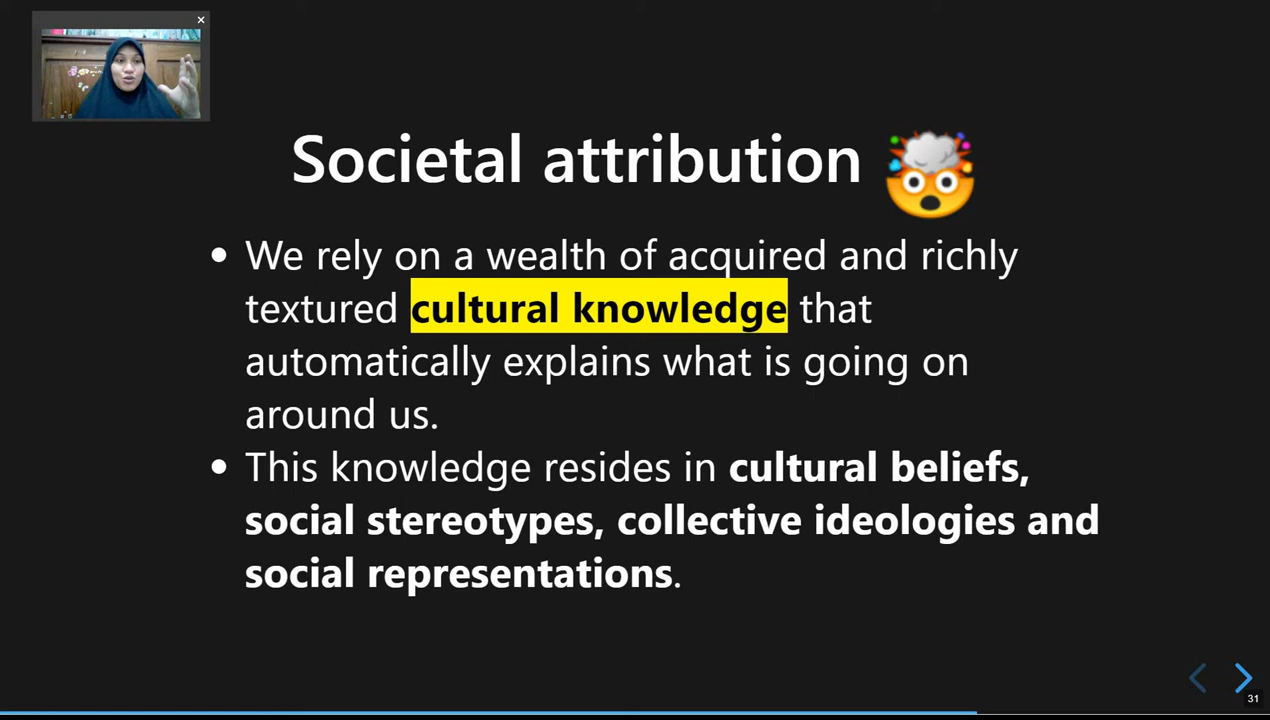 Societal attribution
We rely on a wealth of acquired and richly
textured cultural knowledge that
automatically explains what is going on
around us.
This knowledge resides in cultural beliefs,
social stereotypes, collective ideologies and
social representations.
31